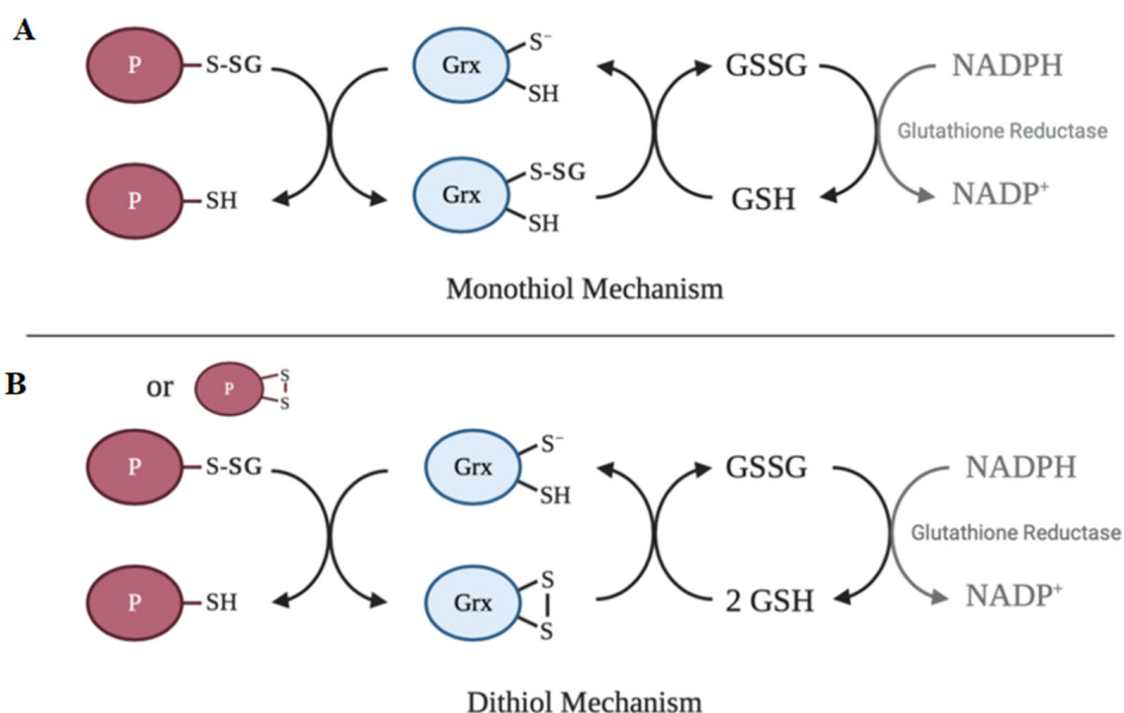 A
P S-SG Grx S⁻ SH GSSG NADPH
Glutathione Reductase
P SH Grx S-SG SH GSH NADP⁺
Monothiol Mechanism
B
or P S S
P S-SG Grx S⁻ SH GSSG NADPH
Glutathione Reductase
P SH Grx S S 2 GSH NADP⁺
Dithiol Mechanism